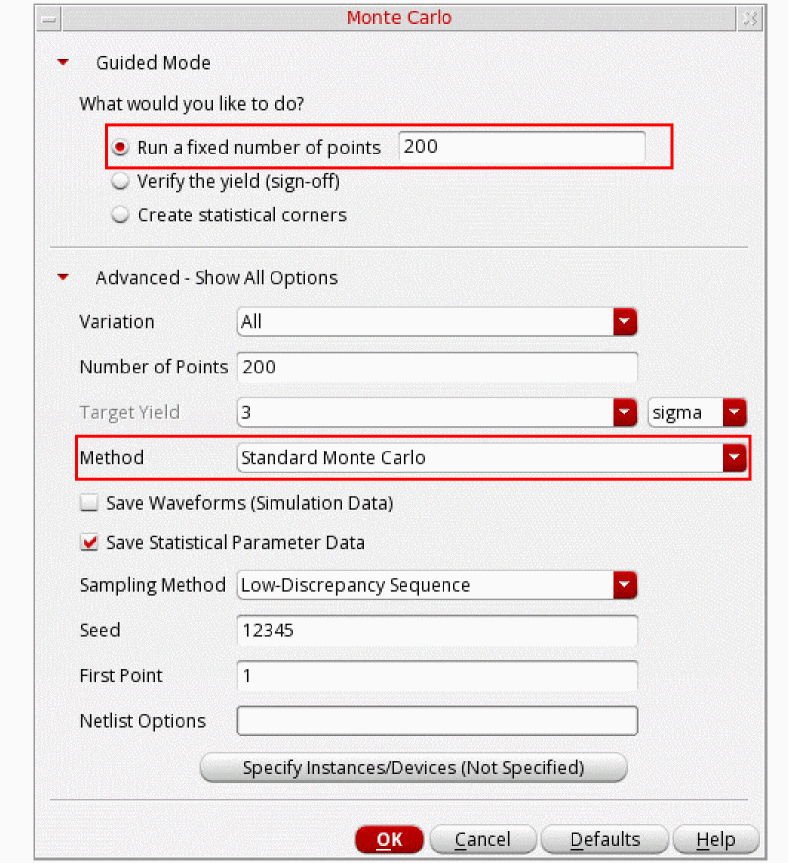 Monte Carlo
Guided Mode
What would you like to do?
Run a fixed number of points 200
Verify the yield (sign-off)
Create statistical corners
Advanced - Show All Options
Variation All
Number of Points 200
Target Yield 3 sigma
Method Standard Monte Carlo
Save Waveforms (Simulation Data)
Save Statistical Parameter Data
Sampling Method Low-Discrepancy Sequence
Seed 12345
First Point 1
Netlist Options
Specify Instances/Devices (Not Specified)
OK Cancel Defaults Help